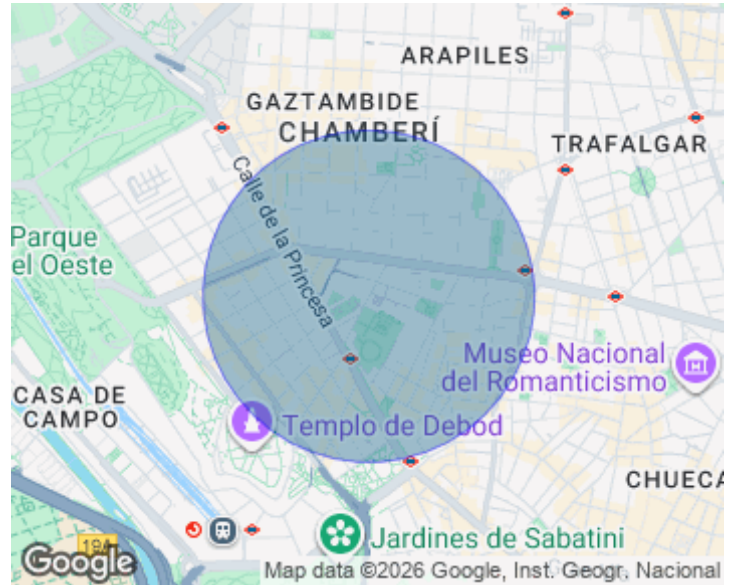 ARAPILES
GAZTAMBIDE
CHAMBERÍ
TRAFALGAR
Calle de la Princesa
Parque
el Oeste
Museo Nacional
del Romanticismo
CASA DE
CAMPO
Templo de Debod
CHUECA
19A
Jardines de Sabatini
Google
Map data ©2026 Google, Inst. Geogr. Nacional